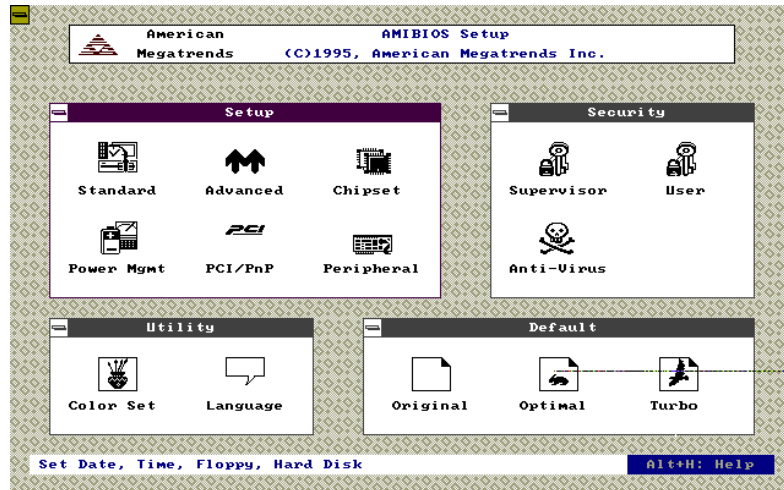 American
Megatrends
AMIBIOS Setup
(C)1995, American Megatrends Inc.
Setup
Standard Advanced Chipset
PCI
Power Mgmt PCI/PnP Peripheral
Security
Supervisor User
Anti-Virus
Utility
Color Set Language
Default
Original Optimal Turbo
Set Date, Time, Floppy, Hard Disk Alt+H: Help